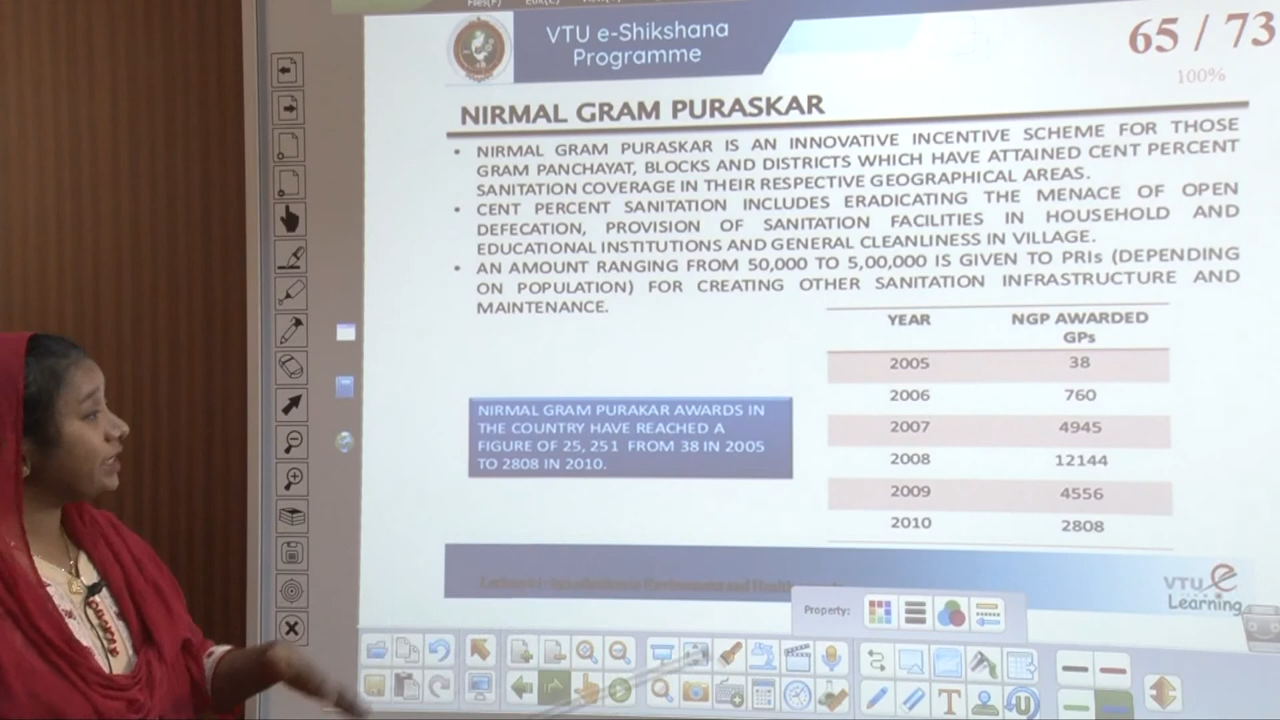 Files(F) Edit(E)
VTU e-Shikshana
Programme
65 / 73
100%
NIRMAL GRAM PURASKAR
• NIRMAL GRAM PURASKAR IS AN INNOVATIVE INCENTIVE SCHEME FOR THOSE
GRAM PANCHAYAT, BLOCKS AND DISTRICTS WHICH HAVE ATTAINED CENT PERCENT
SANITATION COVERAGE IN THEIR RESPECTIVE GEOGRAPHICAL AREAS.
• CENT PERCENT SANITATION INCLUDES ERADICATING THE MENACE OF OPEN
DEFECATION, PROVISION OF SANITATION FACILITIES IN HOUSEHOLD AND
EDUCATIONAL INSTITUTIONS AND GENERAL CLEANLINESS IN VILLAGE.
• AN AMOUNT RANGING FROM 50,000 TO 5,00,000 IS GIVEN TO PRIs (DEPENDING
ON POPULATION) FOR CREATING OTHER SANITATION INFRASTRUCTURE AND
MAINTENANCE.
YEAR NGP AWARDED
GPs
2005 38
2006 760
2007 4945
2008 12144
2009 4556
2010 2808
NIRMAL GRAM PURAKAR AWARDS IN
THE COUNTRY HAVE REACHED A
FIGURE OF 25, 251 FROM 38 IN 2005
TO 2808 IN 2010.
VTU e
Learning
Property: